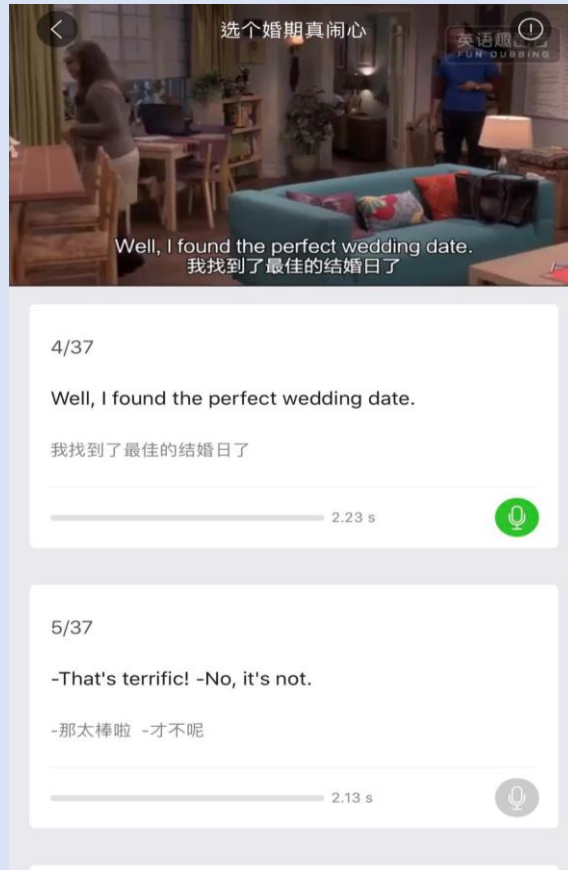 选个婚期真闹心
英语趣
FUN DUBBING
Well, I found the perfect wedding date.
我找到了最佳的结婚日了
4/37
Well, I found the perfect wedding date.
我找到了最佳的结婚日了
2.23 s
5/37
-That's terrific! -No, it's not.
-那太棒啦 -才不呢
2.13 s